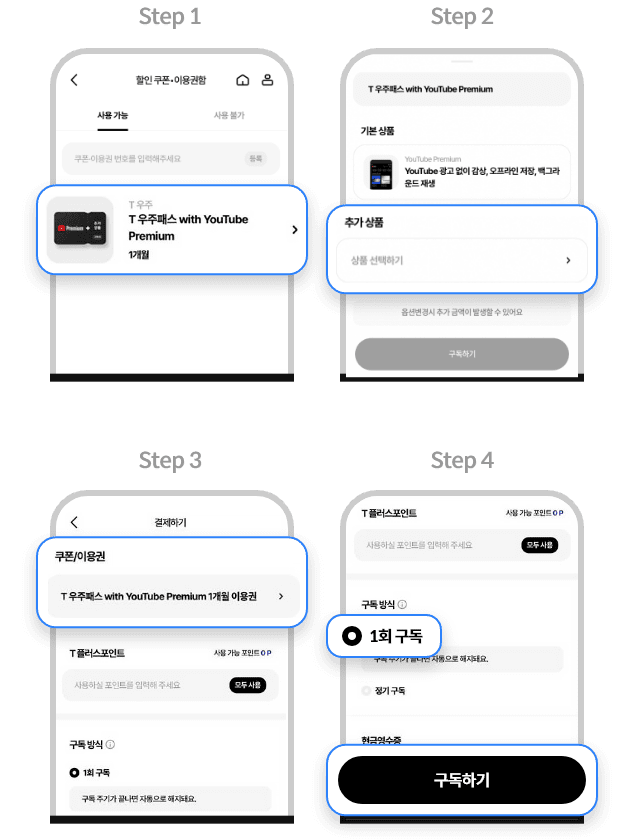 Step 1
할인 쿠폰•이용권함
사용 가능
사용 불가
쿠폰·이용권 번호를 입력해주세요
등록
Premium +
T 우주
T 우주패스 with YouTube
Premium
1개월
Step 2
T 우주패스 with YouTube Premium
기본 상품
YouTube Premium
YouTube 광고 없이 감상, 오프라인 저장, 백그라
운드 재생
추가 상품
상품 선택하기
옵션변경시 추가 금액이 발생할 수 있어요
구독하기
Step 3
결제하기
쿠폰/이용권
T 우주패스 with YouTube Premium 1개월 이용권
T플러스포인트
사용 가능 포인트 0 P
사용하실 포인트를 입력해 주세요
모두 사용
구독 방식
1회 구독
구독 주기가 끝나면 자동으로 해지돼요.
Step 4
T플러스포인트
사용 가능 포인트 0 P
사용하실 포인트를 입력해 주세요
모두 사용
구독 방식
1회 구독
구독 주기가 끝나면 자동으로 해지돼요.
정기 구독
현금영수증
구독하기